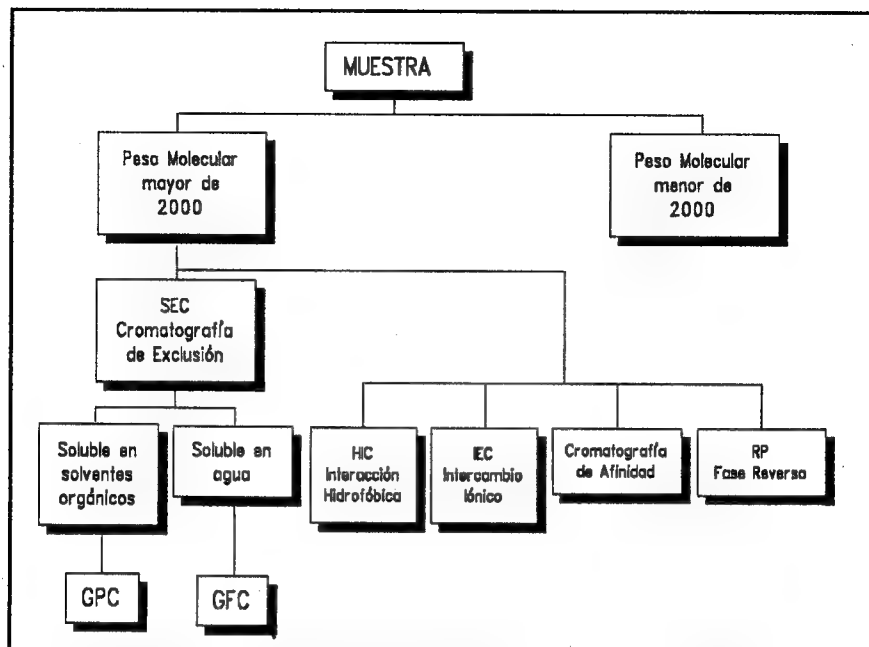 MUESTRA
Peso Molecular
mayor de
2000
Peso Molecular
menor de
2000
SEC
Cromatografía
de Exclusión
Soluble en
solventes
orgánicos
Soluble en
agua
HIC
Interacción
Hidrofóbica
IEC
Intercambio
Iónico
Cromatografía
de Afinidad
RP
Fase Reversa
GPC
GFC